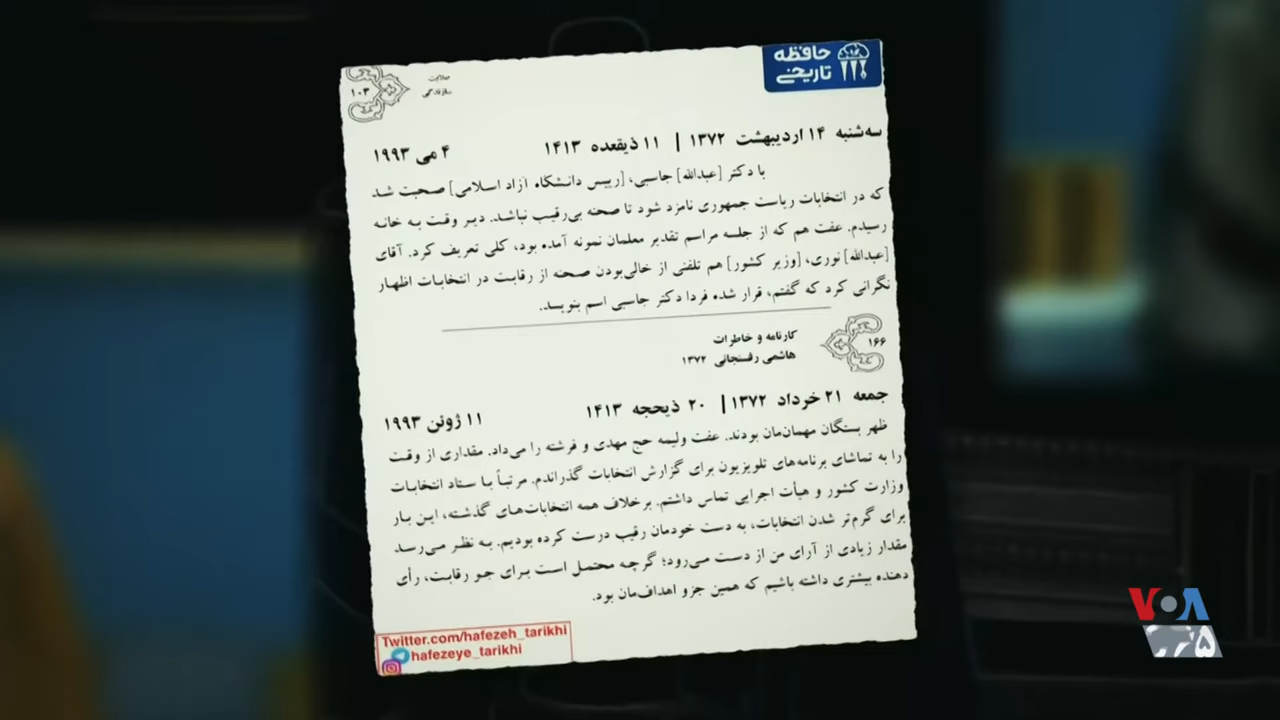 حافظه
تاریخی
صلابت
سازندگی
۱۰۳
سه‌شنبه ۱۴ اردیبهشت ۱۳۷۲ | ۱۱ ذیقعده ۱۴۱۳
۴ می ۱۹۹۳
با دکتر [عبدالله] جاسبی، [رییس دانشگاه آزاد اسلامی] صحبت شد
که در انتخابات ریاست جمهوری نامزد شود تا صحنه بی‌رقیب نباشد. دیر وقت به خانه
رسیدم. عفت هم که از جلسه مراسم تقدیر معلمان نمونه آمده بود، کلی تعریف کرد. آقای
[عبدالله] نوری، [وزیر کشور] هم تلفنی از خالی‌بودن صحنه از رقابت در انتخابات اظهار
نگرانی کرد که گفتم، قرار شده فردا دکتر جاسبی اسم بنویسد.
۱۶۶
کارنامه و خاطرات
هاشمی رفسنجانی ۱۳۷۲
جمعه ۲۱ خرداد ۱۳۷۲ | ۲۰ ذیحجه ۱۴۱۳
۱۱ ژوئن ۱۹۹۳
ظهر بستگان مهمان‌مان بودند. عفت ولیمه حج مهدی و فرشته را می‌داد. مقداری از وقت
را به تماشای برنامه‌های تلویزیون برای گزارش انتخابات گذراندم. مرتباً با ستاد انتخابات
وزارت کشور و هیأت اجرایی تماس داشتم. برخلاف همه انتخابات‌های گذشته، این بار
برای گرم‌تر شدن انتخابات، به دست خودمان رقیب درست کرده بودیم. به نظر می‌رسد
مقدار زیادی از آرای من از دست می‌رود؛ گرچه محتمل است برای جو رقابت، رأی
دهنده بیشتری داشته باشیم که همین جزو اهداف‌مان بود.
Twitter.com/hafezeh_tarikhi
hafezeye_tarikhi
VOA
۳۶۵